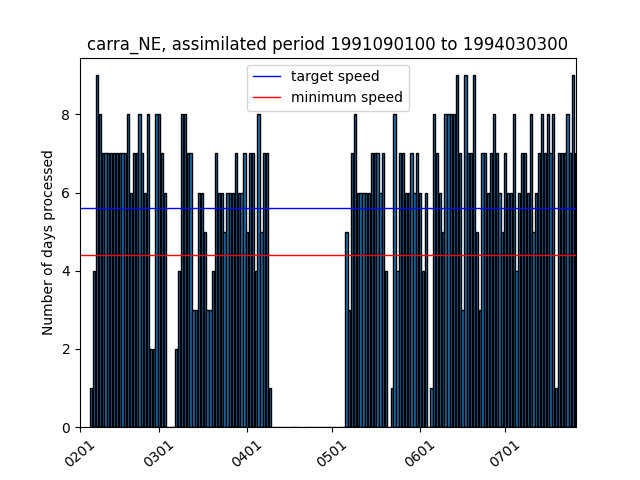 carra_NE, assimilated period 1991090100 to 1994030300
target speed
minimum speed
Number of days processed
8
6
4
2
0
0201
0301
0401
0501
0601
0701